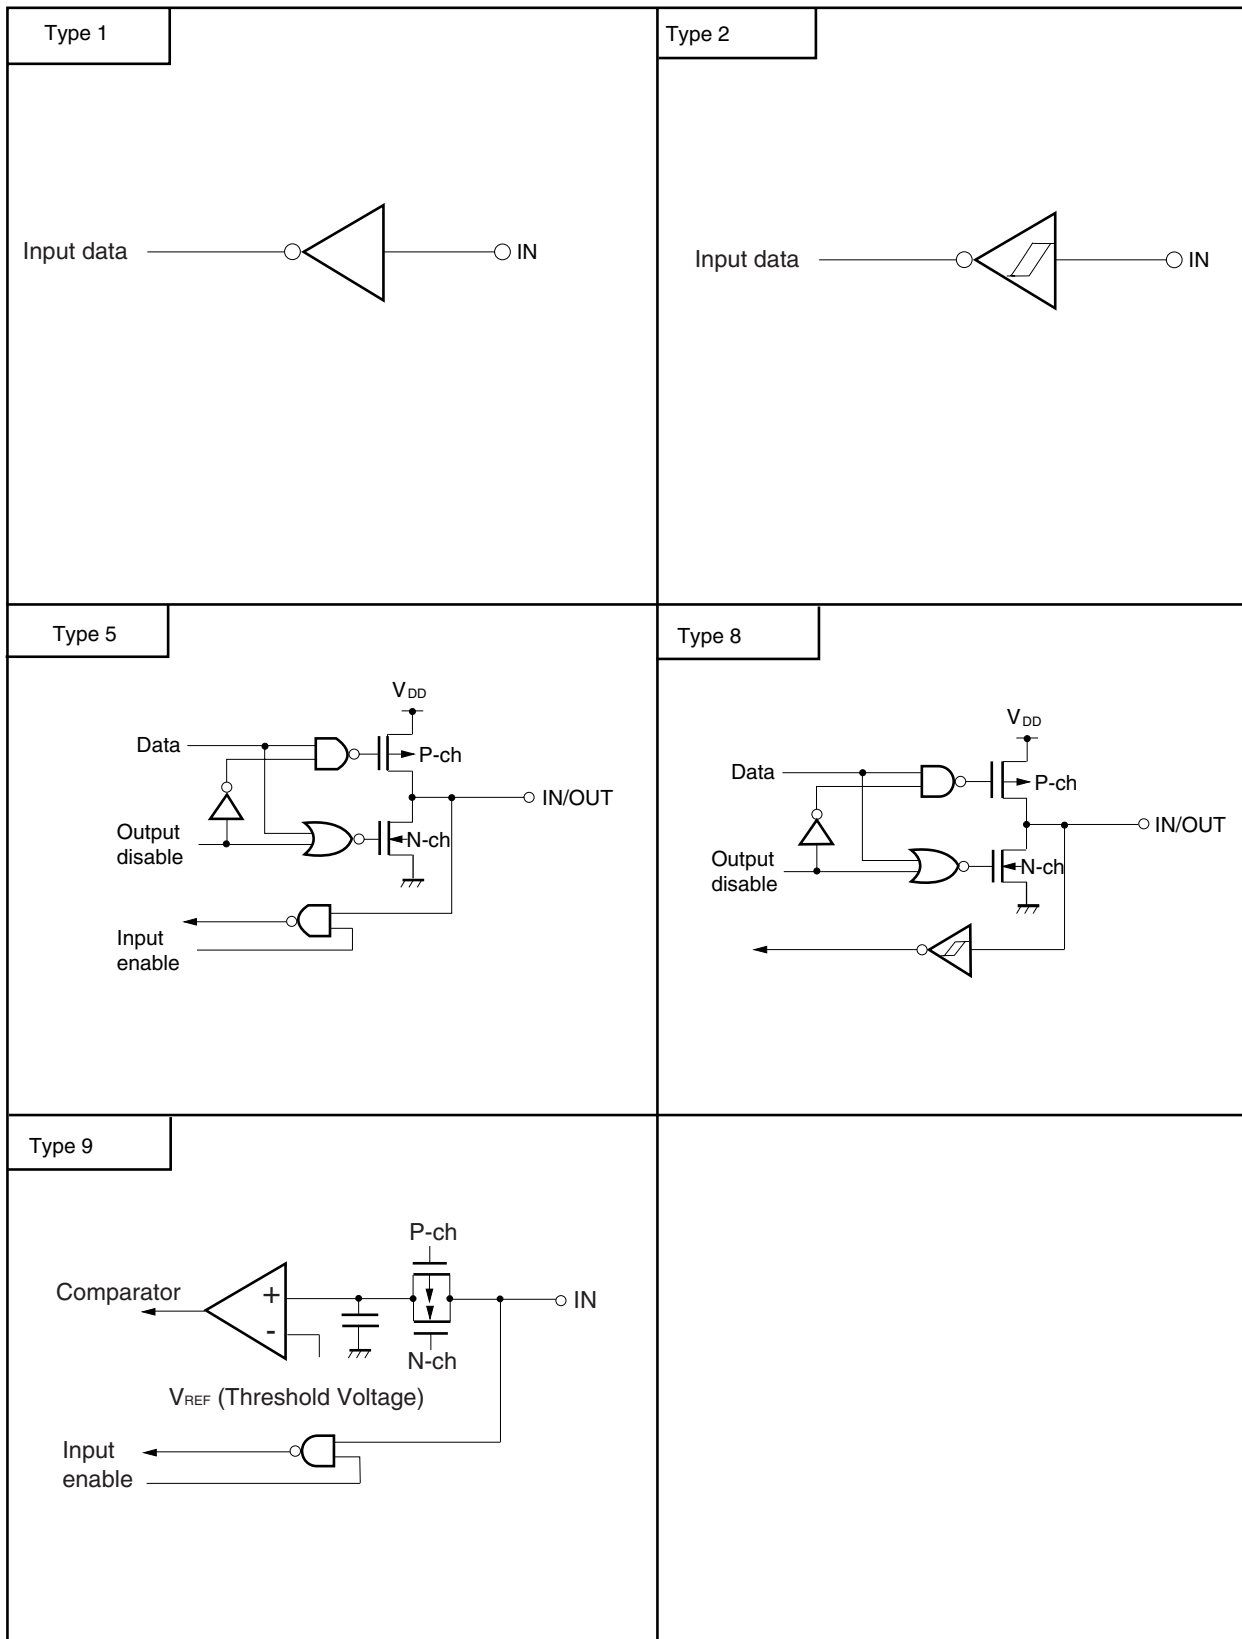 Type 1
Input data
IN
Type 2
Input data
IN
Type 5
VDD
Data
P-ch
IN/OUT
Output
disable
N-ch
Input
enable
Type 8
VDD
Data
P-ch
IN/OUT
Output
disable
N-ch
Type 9
P-ch
Comparator
+
-
IN
N-ch
VREF (Threshold Voltage)
Input
enable